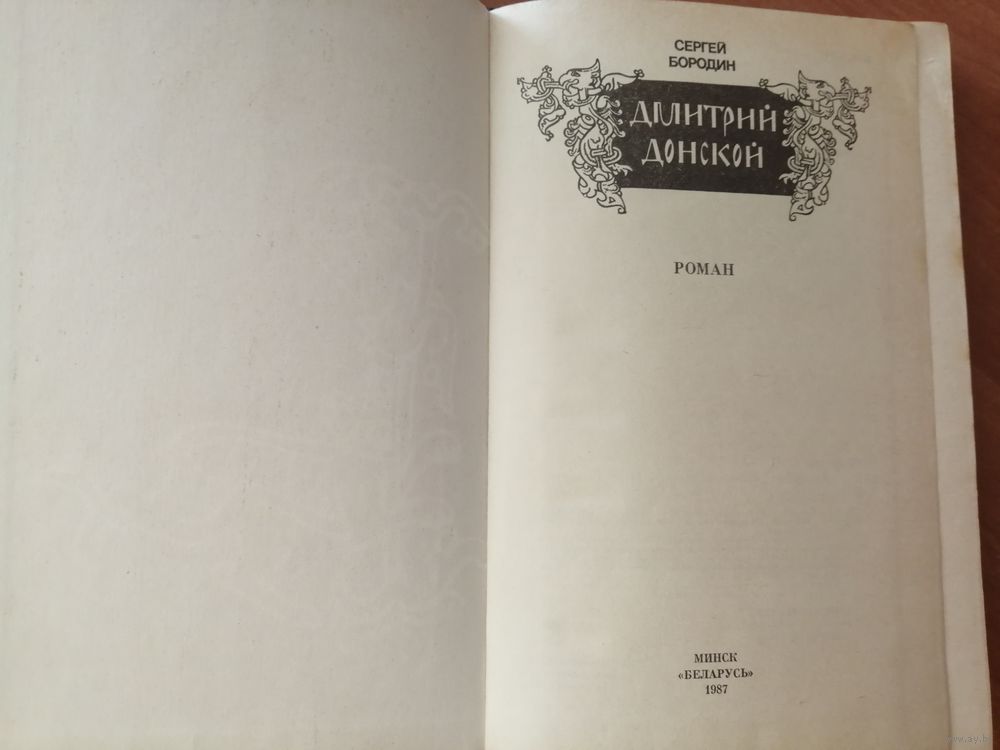 СЕРГЕЙ
БОРОДИН
ДМИТРИЙ
ДОНСКОЙ
РОМАН
МИНСК
«БЕЛАРУСЬ»
1987